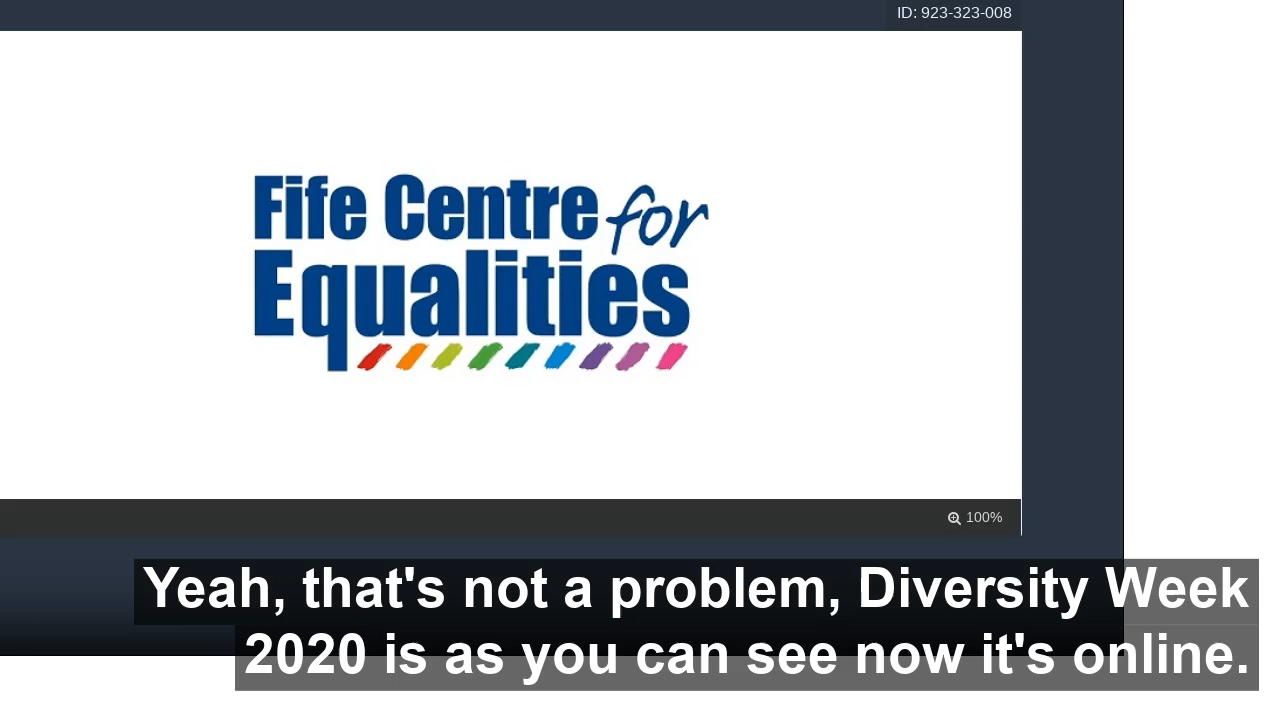 ID: 923-323-008
Fife Centre for
Equalities
100%
Yeah, that's not a problem, Diversity Week
2020 is as you can see now it's online.